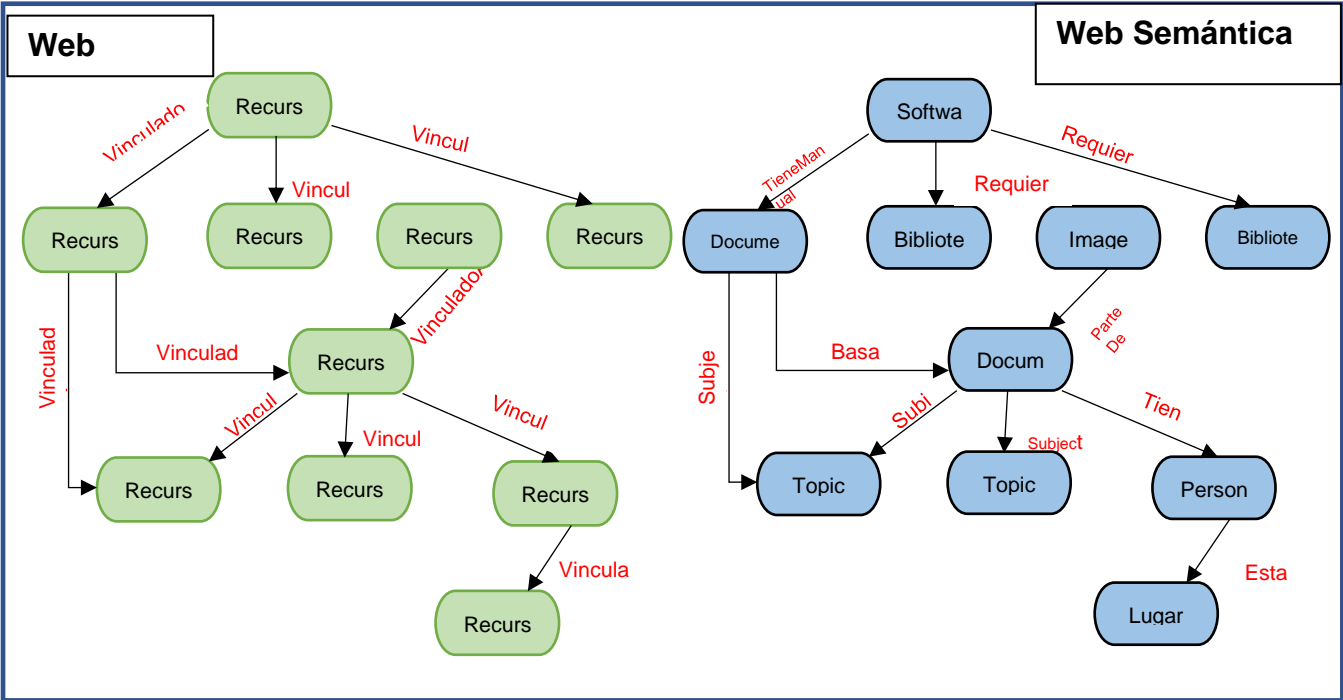 Web
Web Semántica
Recurs
Vinculado
Vincul
Vincul
Recurs
Recurs
Recurs
Recurs
Vinculado
Vinculad
Vinculad
Recurs
Vincul
Vincul
Vincul
Recurs
Recurs
Recurs
Vincula
Recurs
Softwa
TieneMan
ual
Requier
Requier
Docume
Bibliote
Image
Bibliote
Parte
De
Subje
Basa
Docum
Subj
Subject
Tien
Topic
Topic
Person
Esta
Lugar